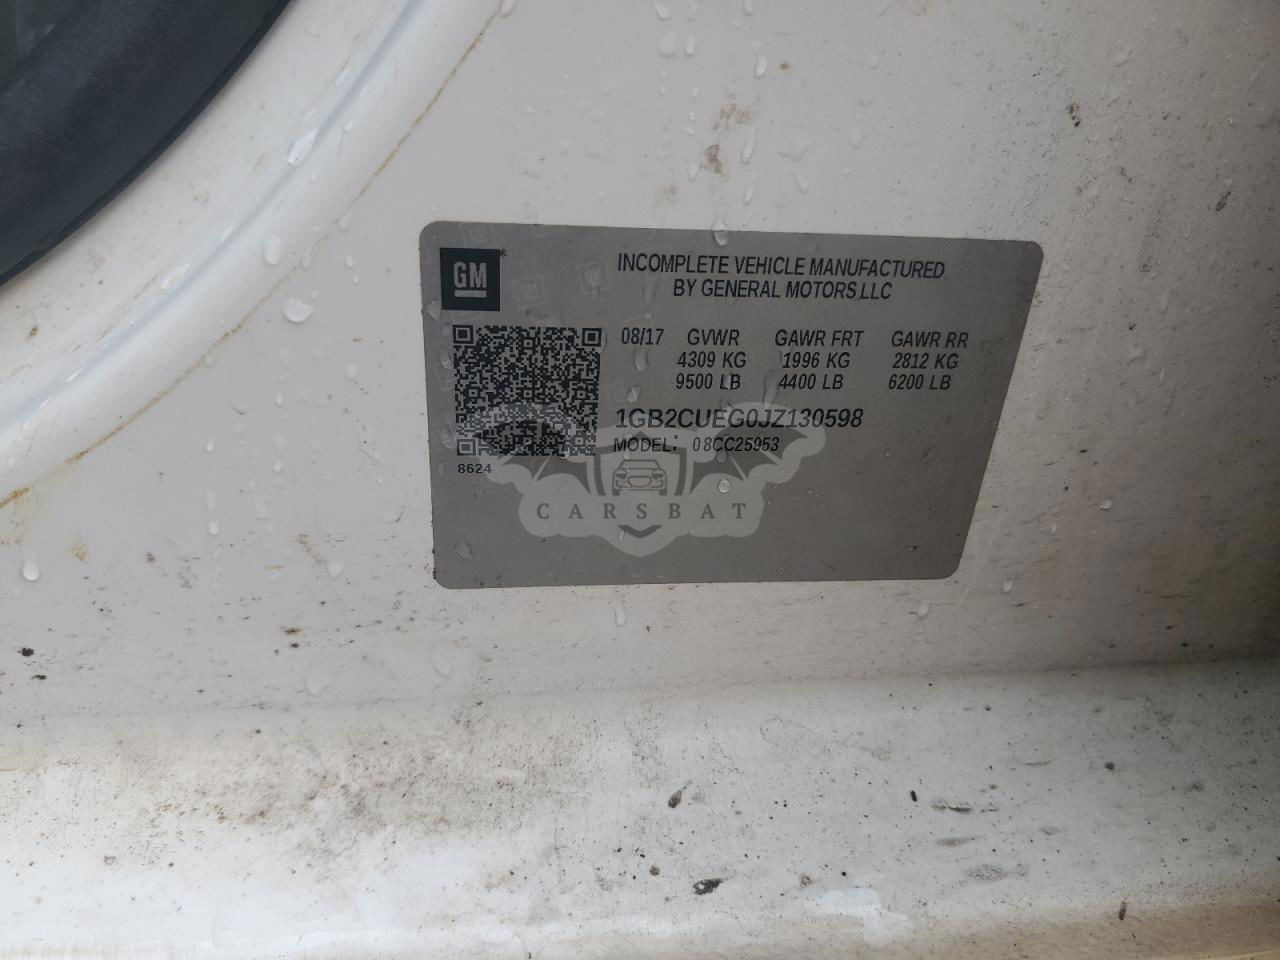 GM
INCOMPLETE VEHICLE MANUFACTURED
BY GENERAL MOTORS LLC
08/17 GVWR GAWR FRT GAWR RR
4309 KG 1996 KG 2812 KG
9500 LB 4400 LB 6200 LB
1GB2CUEG0JZ130598
MODEL: 08CC25953
8624
CARSBAT